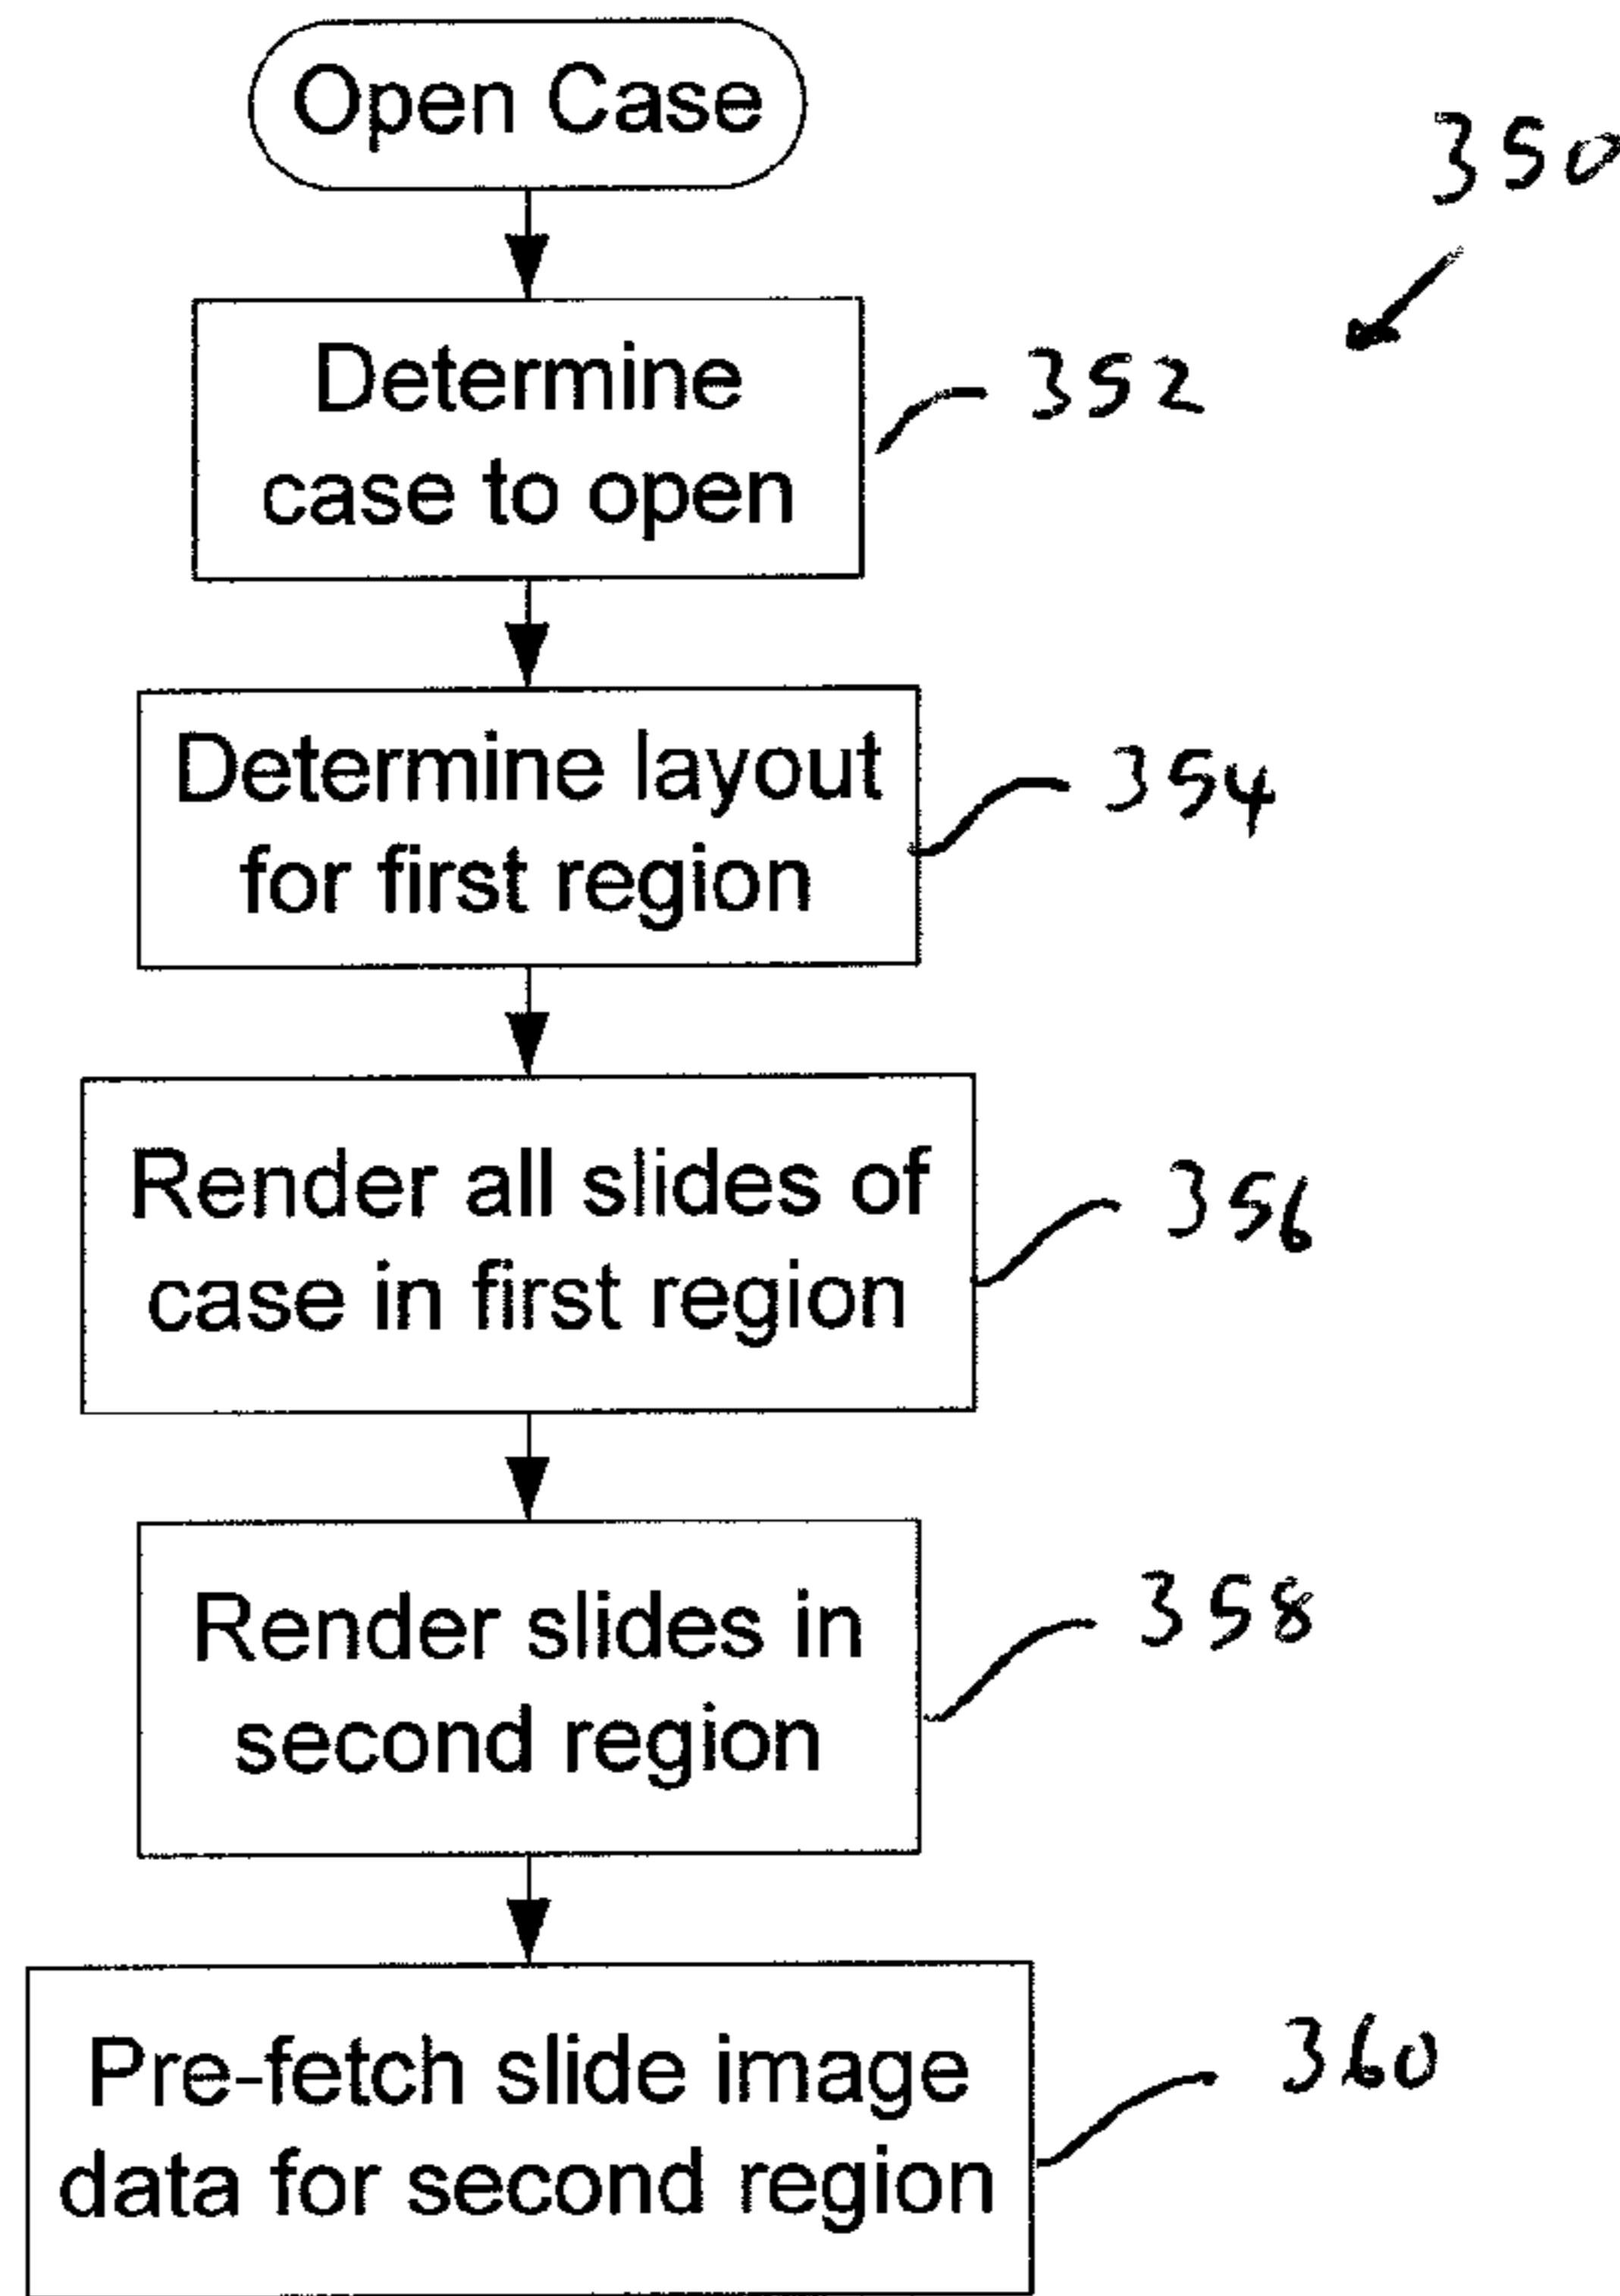 Open Case
350
Determine
case to open
352
Determine layout
for first region
354
Render all slides of
case in first region
356
Render slides in
second region
358
Pre-fetch slide image
data for second region
360